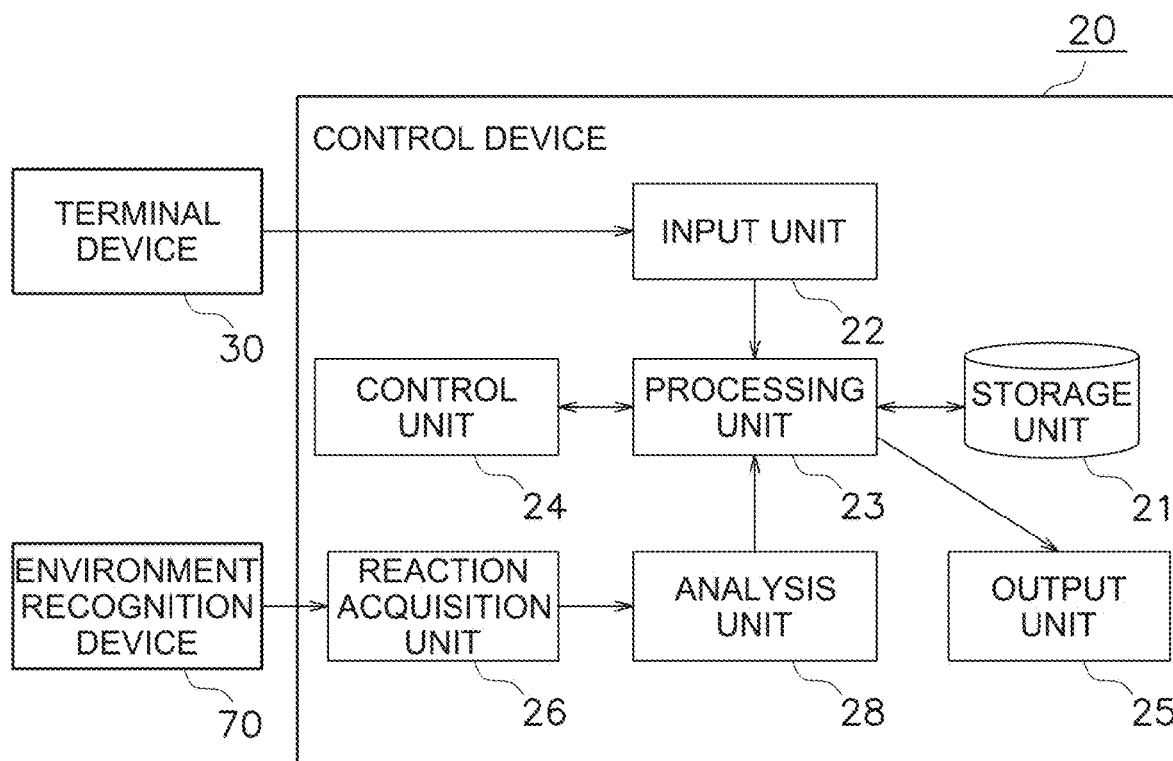 20
CONTROL DEVICE
TERMINAL
DEVICE
30
INPUT UNIT
22
CONTROL
UNIT
24
PROCESSING
UNIT
23
STORAGE
UNIT
21
ENVIRONMENT
RECOGNITION
DEVICE
70
REACTION
ACQUISITION
UNIT
26
ANALYSIS
UNIT
28
OUTPUT
UNIT
25